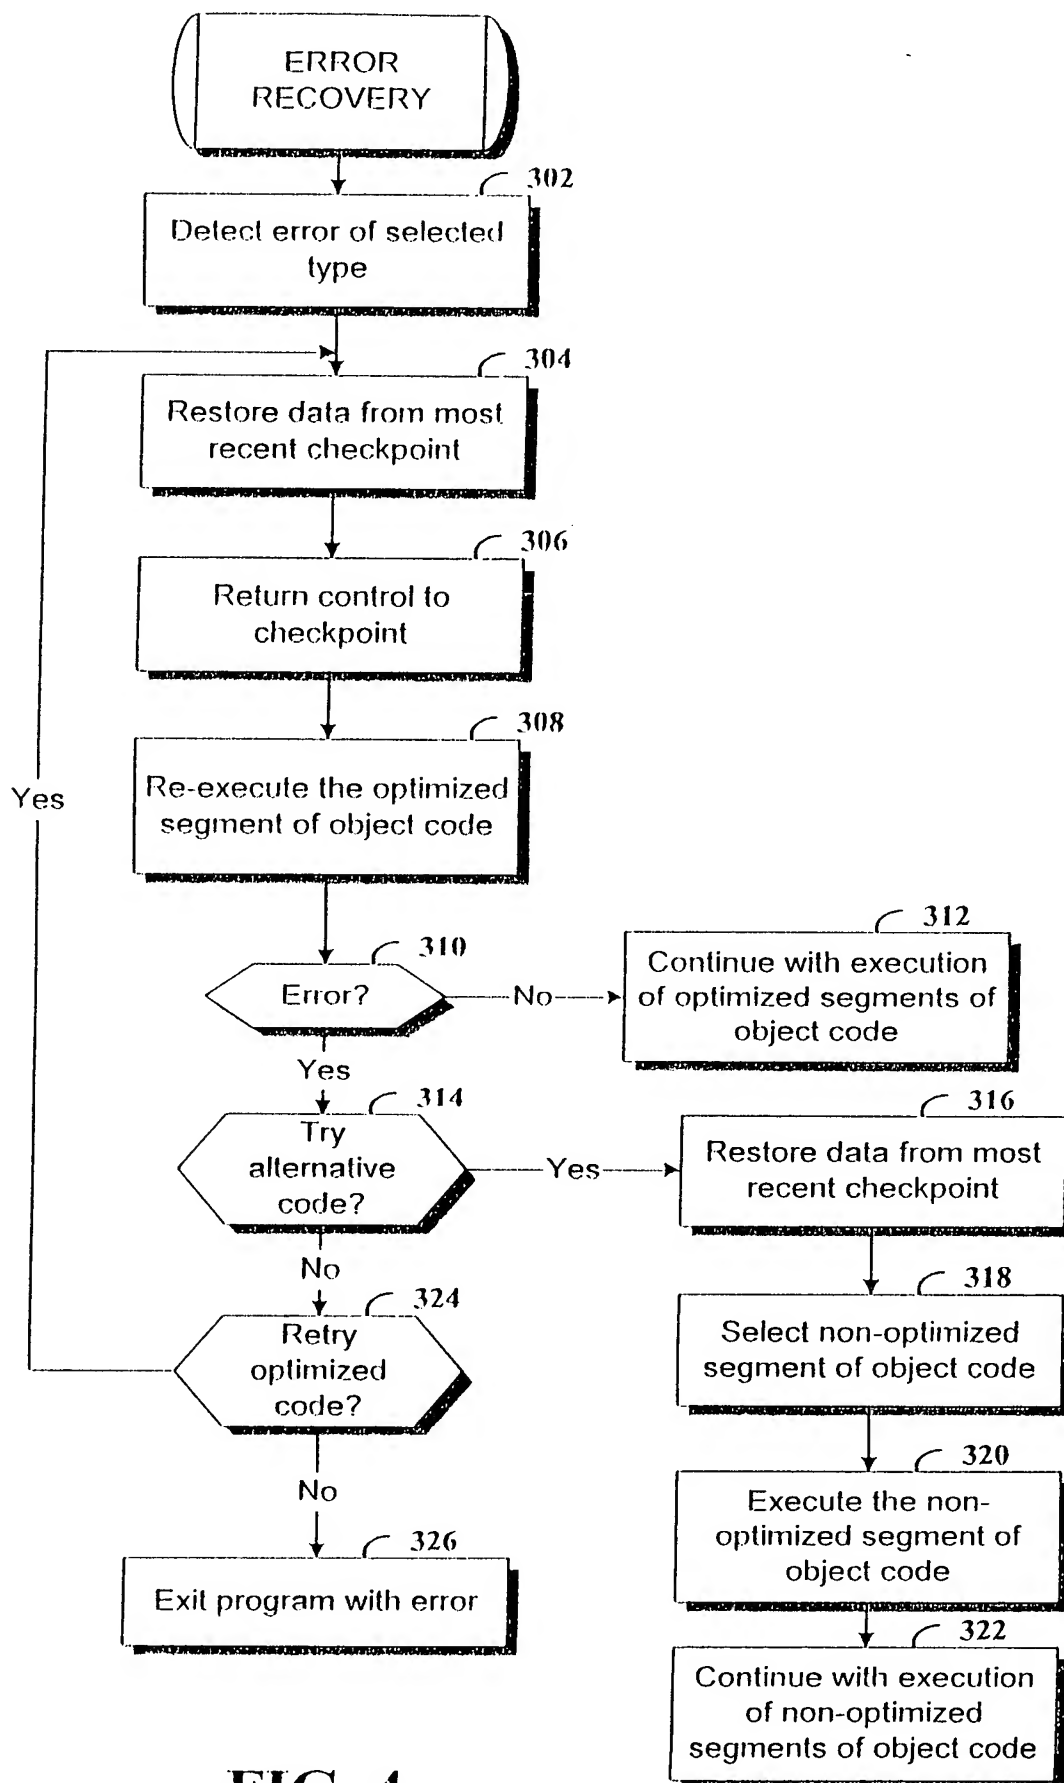 ERROR
RECOVERY
302
Detect error of selected
type
304
Restore data from most
recent checkpoint
306
Return control to
checkpoint
308
Re-execute the optimized
segment of object code
Yes
310
Error?
No
312
Continue with execution
of optimized segments of
object code
Yes
314
Try
alternative
code?
Yes
316
Restore data from most
recent checkpoint
318
Select non-optimized
segment of object code
320
Execute the non-
optimized segment of
object code
322
Continue with execution
of non-optimized
segments of object code
No
324
Retry
optimized
code?
No
326
Exit program with error
FIG. 4